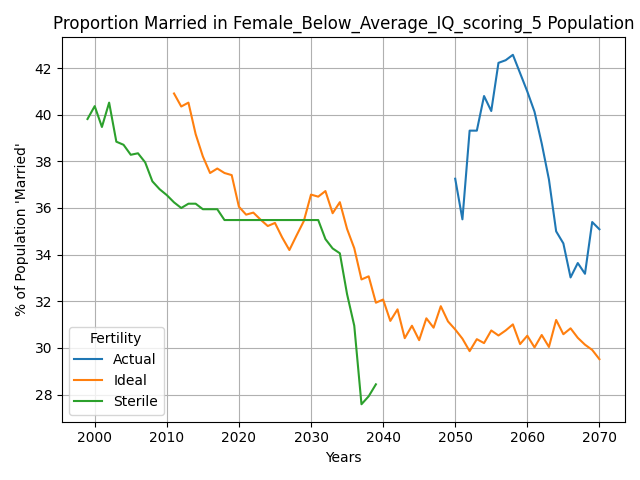 Proportion Married in Female_Below_Average_IQ_scoring_5 Population
% of Population 'Married'
42
40
38
36
34
32
30
28
Fertility
Actual
Ideal
Sterile
2000 2010 2020 2030 2040 2050 2060 2070
Years